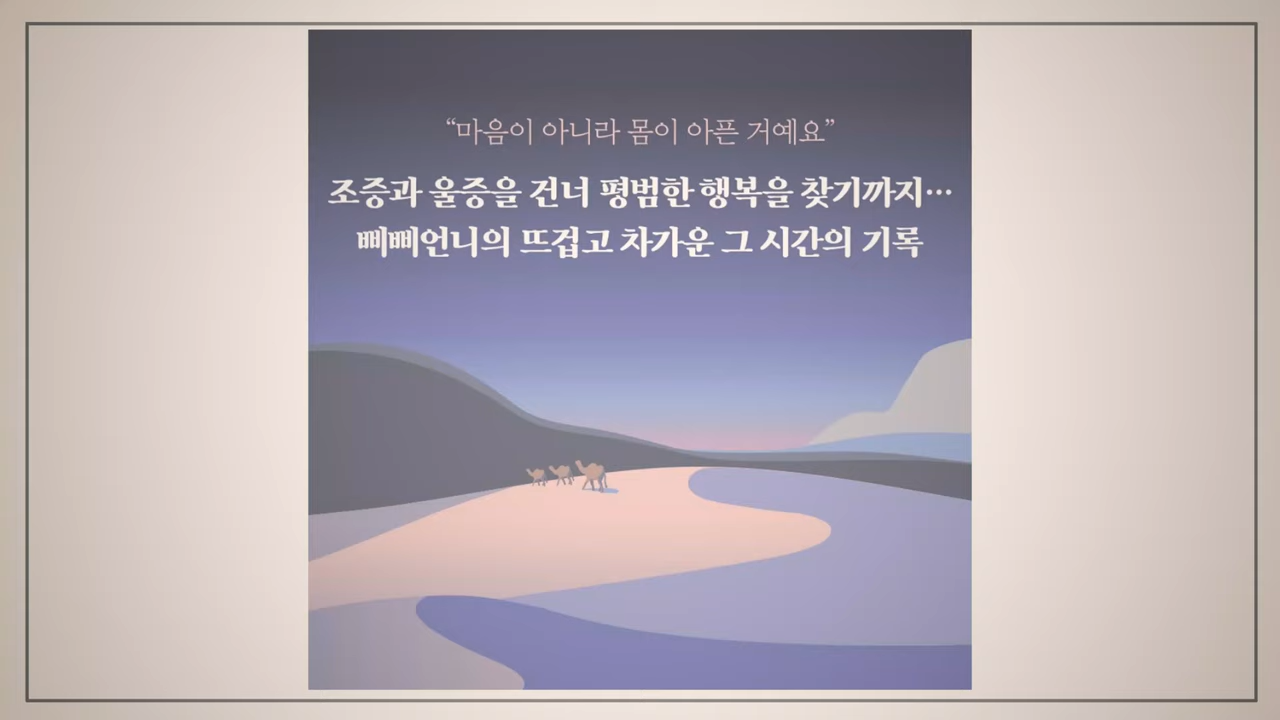 “마음이 아니라 몸이 아픈 거예요”
조증과 울증을 건너 평범한 행복을 찾기까지…
삐삐언니의 뜨겁고 차가운 그 시간의 기록